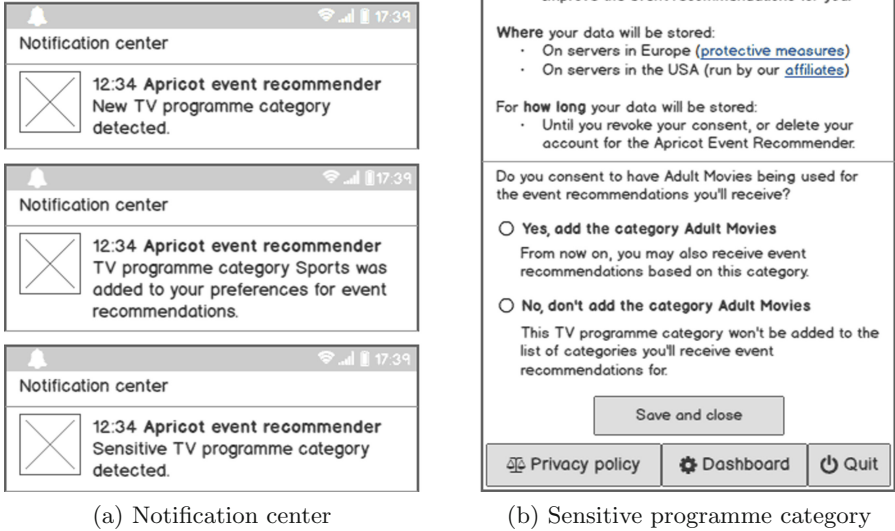 17:39
Notification center
12:34 Apricot event recommender
New TV programme category
detected.
17:39
Notification center
12:34 Apricot event recommender
TV programme category Sports was
added to your preferences for event
recommendations.
17:39
Notification center
12:34 Apricot event recommender
Sensitive TV programme category
detected.
(a) Notification center
improve the event recommendations for you.
Where your data will be stored:
· On servers in Europe (protective measures)
· On servers in the USA (run by our affiliates)
For how long your data will be stored:
· Until you revoke your consent, or delete your
account for the Apricot Event Recommender.
Do you consent to have Adult Movies being used for
the event recommendations you'll receive?
Yes, add the category Adult Movies
From now on, you may also receive event
recommendations based on this category.
No, don't add the category Adult Movies
This TV programme category won't be added to the
list of categories you'll receive event
recommendations for.
Save and close
Privacy policy Dashboard Quit
(b) Sensitive programme category